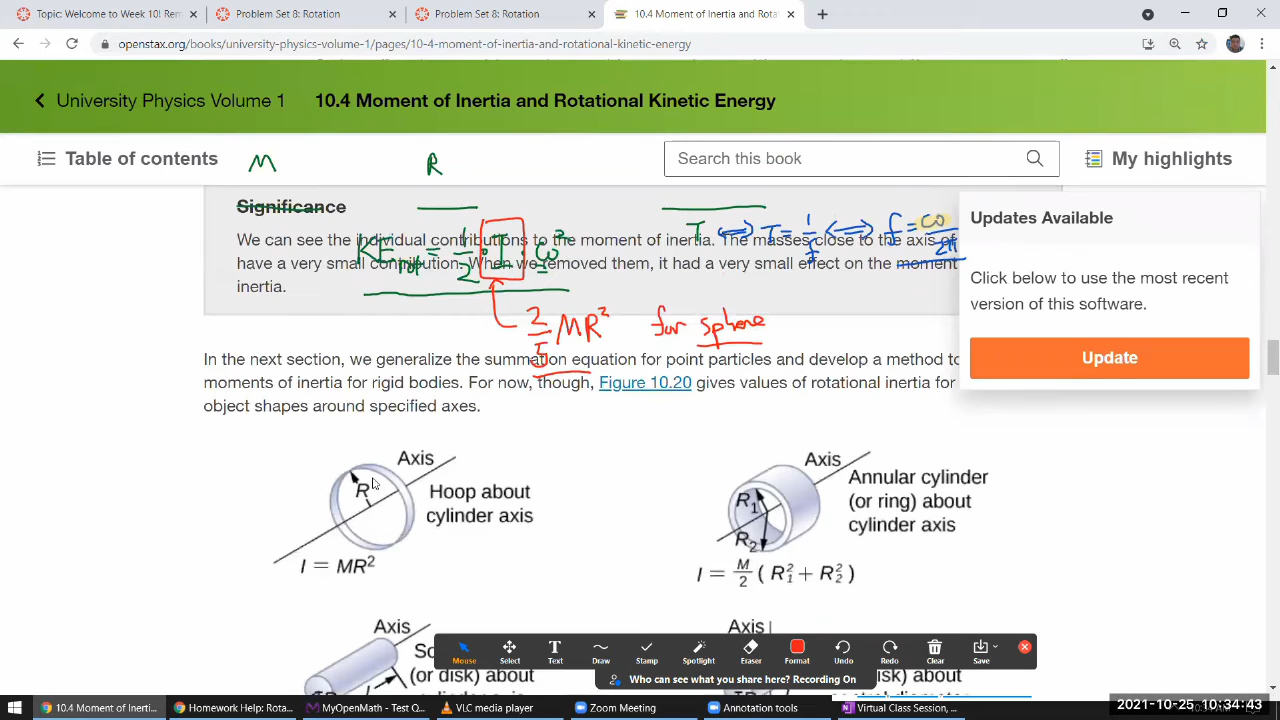 Topic: Welcome to Week 10! Rem
Problem Set 8: Rotation
Problem Set 8: Rotation
10.4 Moment of Inertia and Rota
openstax.org/books/university-physics-volume-1/pages/10-4-moment-of-inertia-and-rotational-kinetic-energy
University Physics Volume 1
10.4 Moment of Inertia and Rotational Kinetic Energy
Table of contents
M
R
Search this book
My highlights
Significance
T ⟺ T = 1/f ⟺ f = ω/2π
We can see the individual contributions to the moment of inertia. The masses close to the axis of
KE rot = 1/2 · I · ω²
have a very small contribution. When we removed them, it had a very small effect on the moment
inertia.
2/5 MR² for sphere
Updates Available
Click below to use the most recent
version of this software.
Update
In the next section, we generalize the summation equation for point particles and develop a method to
moments of inertia for rigid bodies. For now, though, Figure 10.20 gives values of rotational inertia for
object shapes around specified axes.
Axis
R
Hoop about
cylinder axis
I = MR²
Axis
R₁
R₂
Annular cylinder
(or ring) about
cylinder axis
I = M/2 ( R₁² + R₂² )
Axis
(or disk) about
Axis
) about
Mouse
Select
Text
Draw
Stamp
Spotlight
Eraser
Format
Undo
Redo
Clear
Save
Who can see what you share here? Recording On
10.4 Moment of Inerti...
Homework Help: Rota...
MyOpenMath - Test Q...
VLC media player
Zoom Meeting
Annotation tools
Virtual Class Session, ...
2021-10-25 10:34:43